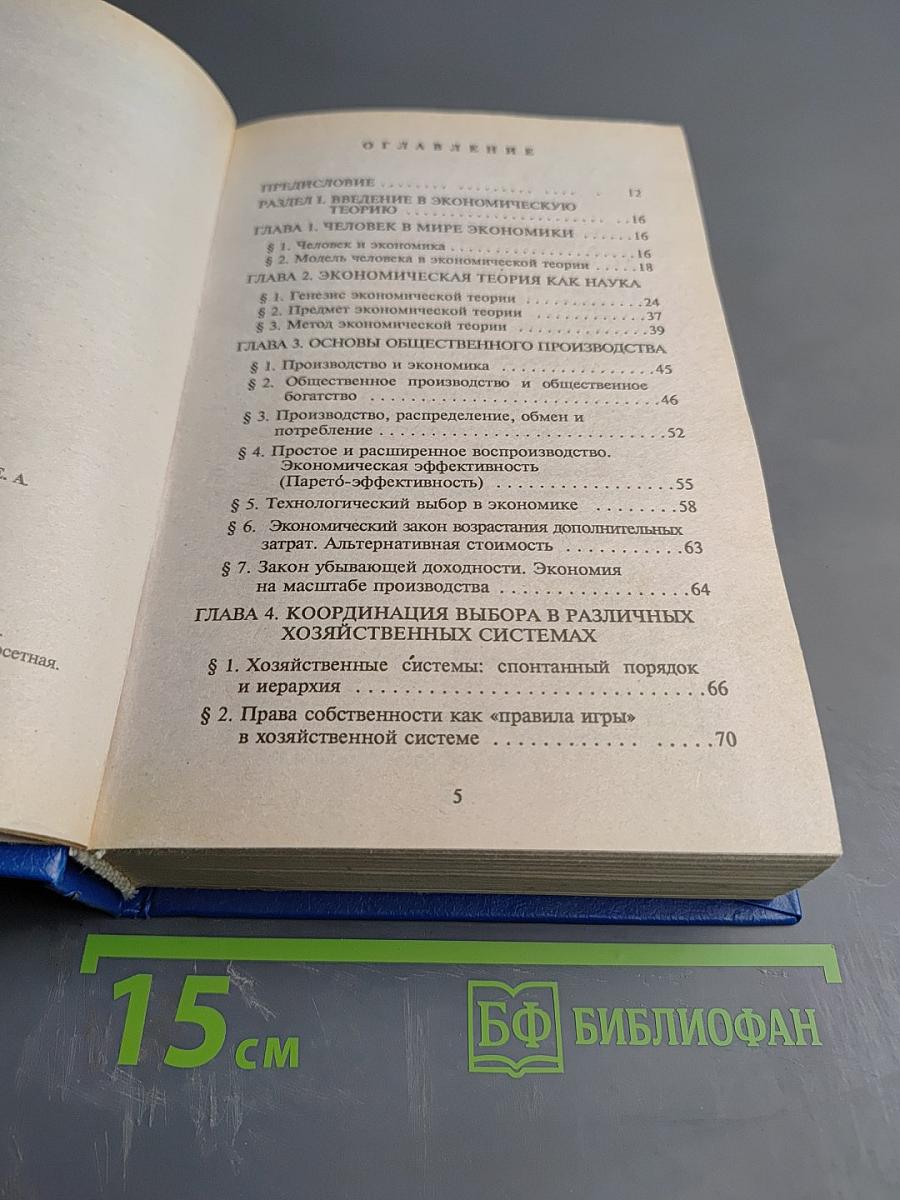 Е. А.
осетная.
ОГЛАВЛЕНИЕ
ПРЕДИСЛОВИЕ .......... 12
РАЗДЕЛ I. ВВЕДЕНИЕ В ЭКОНОМИЧЕСКУЮ
ТЕОРИЮ .......... 16
ГЛАВА 1. ЧЕЛОВЕК В МИРЕ ЭКОНОМИКИ ...... 16
§ 1. Человек и экономика .......... 16
§ 2. Модель человека в экономической теории ..... 18
ГЛАВА 2. ЭКОНОМИЧЕСКАЯ ТЕОРИЯ КАК НАУКА
§ 1. Генезис экономической теории .......... 24
§ 2. Предмет экономической теории .......... 37
§ 3. Метод экономической теории .......... 39
ГЛАВА 3. ОСНОВЫ ОБЩЕСТВЕННОГО ПРОИЗВОДСТВА
§ 1. Производство и экономика .......... 45
§ 2. Общественное производство и общественное
богатство .......... 46
§ 3. Производство, распределение, обмен и
потребление .......... 52
§ 4. Простое и расширенное воспроизводство.
Экономическая эффективность
(Парето́-эффективность) .......... 55
§ 5. Технологический выбор в экономике ........ 58
§ 6. Экономический закон возрастания дополнительных
затрат. Альтернативная стоимость .......... 63
§ 7. Закон убывающей доходности. Экономия
на масштабе производства .......... 64
ГЛАВА 4. КООРДИНАЦИЯ ВЫБОРА В РАЗЛИЧНЫХ
ХОЗЯЙСТВЕННЫХ СИСТЕМАХ
§ 1. Хозяйственные системы: спонтанный порядок
и иерархия .......... 66
§ 2. Права собственности как «правила игры»
в хозяйственной системе .......... 70
5
15 см
БФ БИБЛИОФАН